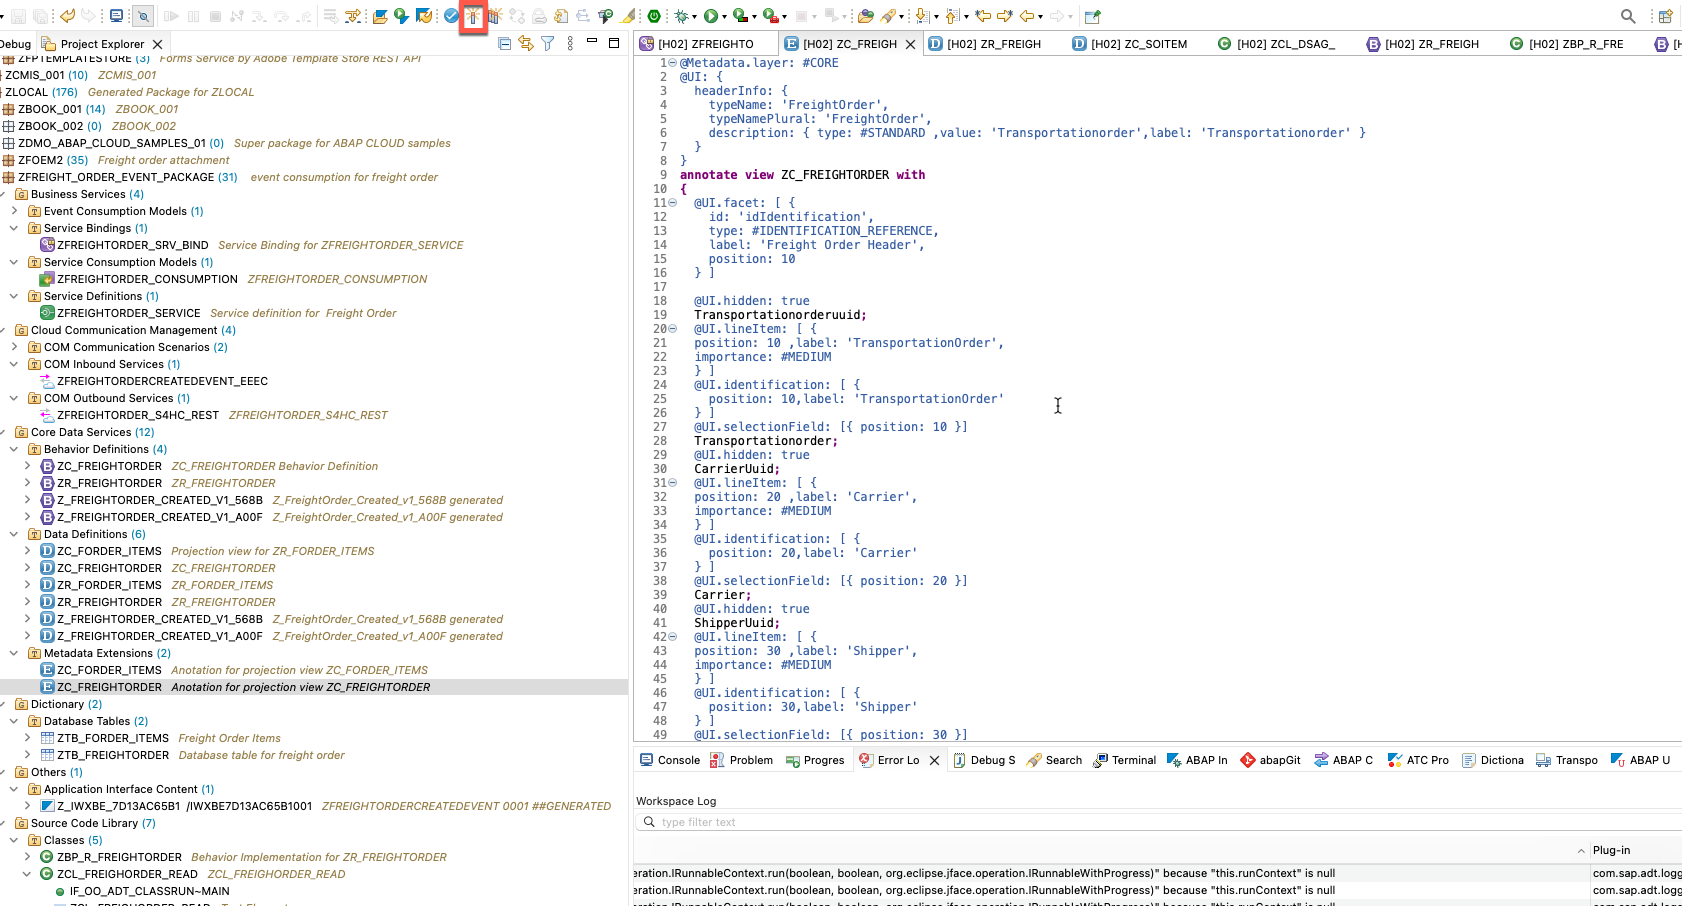 Debug
Project Explorer
ZFPTEMPLATESTORE (3) Forms Service by Adobe Template Store REST API
ZCMIS_001 (10) ZCMIS_001
ZLOCAL (176) Generated Package for ZLOCAL
ZBOOK_001 (14) ZBOOK_001
ZBOOK_002 (0) ZBOOK_002
ZDMO_ABAP_CLOUD_SAMPLES_01 (0) Super package for ABAP CLOUD samples
ZFOEM2 (35) Freight order attachment
ZFREIGHT_ORDER_EVENT_PACKAGE (31) event consumption for freight order
Business Services (4)
Event Consumption Models (1)
Service Bindings (1)
ZFREIGHTORDER_SRV_BIND Service Binding for ZFREIGHTORDER_SERVICE
Service Consumption Models (1)
ZFREIGHTORDER_CONSUMPTION ZFREIGHTORDER_CONSUMPTION
Service Definitions (1)
ZFREIGHTORDER_SERVICE Service definition for Freight Order
Cloud Communication Management (4)
COM Communication Scenarios (2)
COM Inbound Services (1)
ZFREIGHTORDERCREATEDEVENT_EEEC
COM Outbound Services (1)
ZFREIGHTORDER_S4HC_REST ZFREIGHTORDER_S4HC_REST
Core Data Services (12)
Behavior Definitions (4)
ZC_FREIGHTORDER ZC_FREIGHTORDER Behavior Definition
ZR_FREIGHTORDER ZR_FREIGHTORDER
Z_FREIGHTORDER_CREATED_V1_568B Z_FreightOrder_Created_v1_568B generated
Z_FREIGHTORDER_CREATED_V1_A00F Z_FreightOrder_Created_v1_A00F generated
Data Definitions (6)
ZC_FORDER_ITEMS Projection view for ZR_FORDER_ITEMS
ZC_FREIGHTORDER ZC_FREIGHTORDER
ZR_FORDER_ITEMS ZR_FORDER_ITEMS
ZR_FREIGHTORDER ZR_FREIGHTORDER
Z_FREIGHTORDER_CREATED_V1_568B Z_FreightOrder_Created_v1_568B generated
Z_FREIGHTORDER_CREATED_V1_A00F Z_FreightOrder_Created_v1_A00F generated
Metadata Extensions (2)
ZC_FORDER_ITEMS Anotation for projection view ZC_FORDER_ITEMS
ZC_FREIGHTORDER Anotation for projection view ZC_FREIGHTORDER
Dictionary (2)
Database Tables (2)
ZTB_FORDER_ITEMS Freight Order Items
ZTB_FREIGHTORDER Database table for freight order
Others (1)
Application Interface Content (1)
Z_IWXBE_7D13AC65B1 /IWXBE7D13AC65B1001 ZFREIGHTORDERCREATEDEVENT 0001 ##GENERATED
Source Code Library (7)
Classes (5)
ZBP_R_FREIGHTORDER Behavior Implementation for ZR_FREIGHTORDER
ZCL_FREIGHORDER_READ ZCL_FREIGHORDER_READ
IF_OO_ADT_CLASSRUN~MAIN
[H02] ZFREIGHTO
[H02] ZC_FREIGH
[H02] ZR_FREIGH
[H02] ZC_SOITEM
[H02] ZCL_DSAG_
[H02] ZR_FREIGH
[H02] ZBP_R_FRE
1 @Metadata.layer: #CORE
2 @UI: {
3 headerInfo: {
4 typeName: 'FreightOrder',
5 typeNamePlural: 'FreightOrder',
6 description: { type: #STANDARD ,value: 'Transportationorder',label: 'Transportationorder' }
7 }
8 }
9 annotate view ZC_FREIGHTORDER with
10 {
11 @UI.facet: [ {
12 id: 'idIdentification',
13 type: #IDENTIFICATION_REFERENCE,
14 label: 'Freight Order Header',
15 position: 10
16 } ]
17
18 @UI.hidden: true
19 Transportationorderuuid;
20 @UI.lineItem: [ {
21 position: 10 ,label: 'TransportationOrder',
22 importance: #MEDIUM
23 } ]
24 @UI.identification: [ {
25 position: 10,label: 'TransportationOrder'
26 } ]
27 @UI.selectionField: [{ position: 10 }]
28 Transportationorder;
29 @UI.hidden: true
30 CarrierUuid;
31 @UI.lineItem: [ {
32 position: 20 ,label: 'Carrier',
33 importance: #MEDIUM
34 } ]
35 @UI.identification: [ {
36 position: 20,label: 'Carrier'
37 } ]
38 @UI.selectionField: [{ position: 20 }]
39 Carrier;
40 @UI.hidden: true
41 ShipperUuid;
42 @UI.lineItem: [ {
43 position: 30 ,label: 'Shipper',
44 importance: #MEDIUM
45 } ]
46 @UI.identification: [ {
47 position: 30,label: 'Shipper'
48 } ]
49 @UI.selectionField: [{ position: 30 }]
Console
Problem
Progres
Error Lo
Debug S
Search
Terminal
ABAP In
abapGit
ABAP C
ATC Pro
Dictiona
Transpo
ABAP U
Workspace Log
type filter text
Plug-in
eration.IRunnableContext.run(boolean, boolean, org.eclipse.jface.operation.IRunnableWithProgress)" because "this.runContext" is null com.sap.adt.logg
eration.IRunnableContext.run(boolean, boolean, org.eclipse.jface.operation.IRunnableWithProgress)" because "this.runContext" is null com.sap.adt.logg